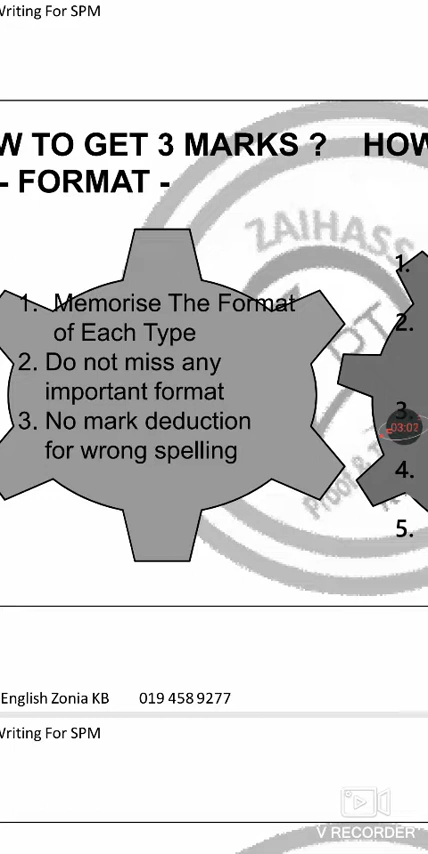 Writing For SPM
W TO GET 3 MARKS ? HOW
- FORMAT -
ZAIHASS
1. Memorise The Format
of Each Type
2. Do not miss any
important format
3. No mark deduction
for wrong spelling
1.
2.
3.
03:02
4.
5.
English Zonia KB 019 458 9277
Writing For SPM
V RECORDER